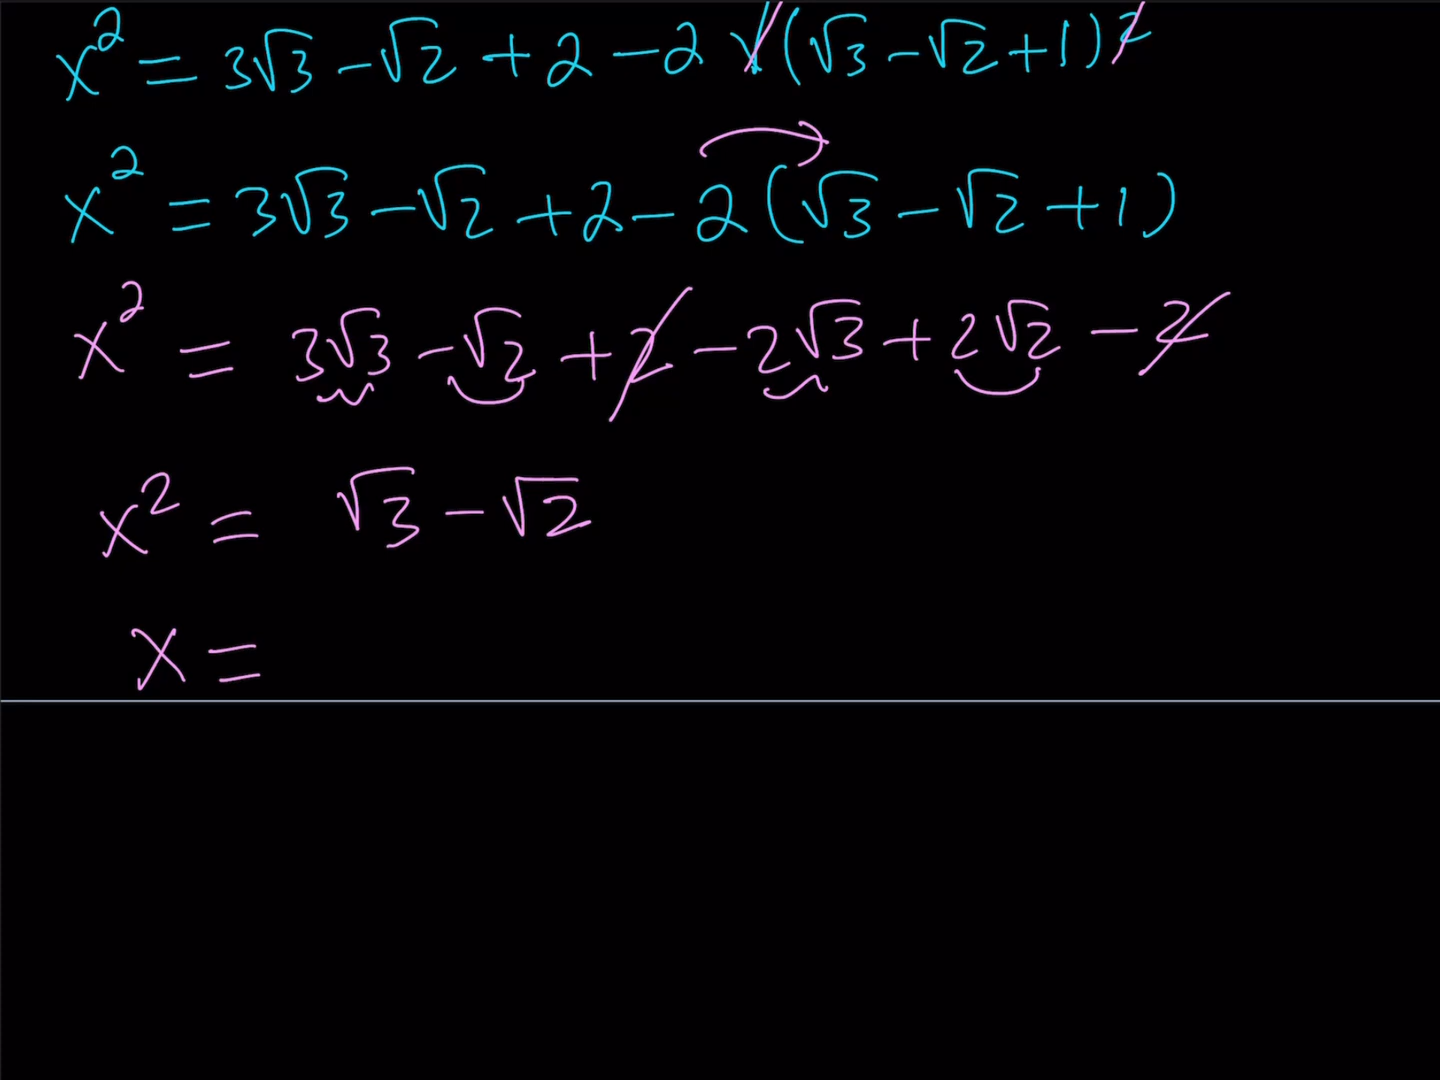 x² = 3√3 - √2 + 2 - 2 √(√3 - √2 + 1)²
x² = 3√3 - √2 + 2 - 2 (√3 - √2 + 1)
x² = 3√3 - √2 + 2 - 2√3 + 2√2 - 2
x² = √3 - √2
x =